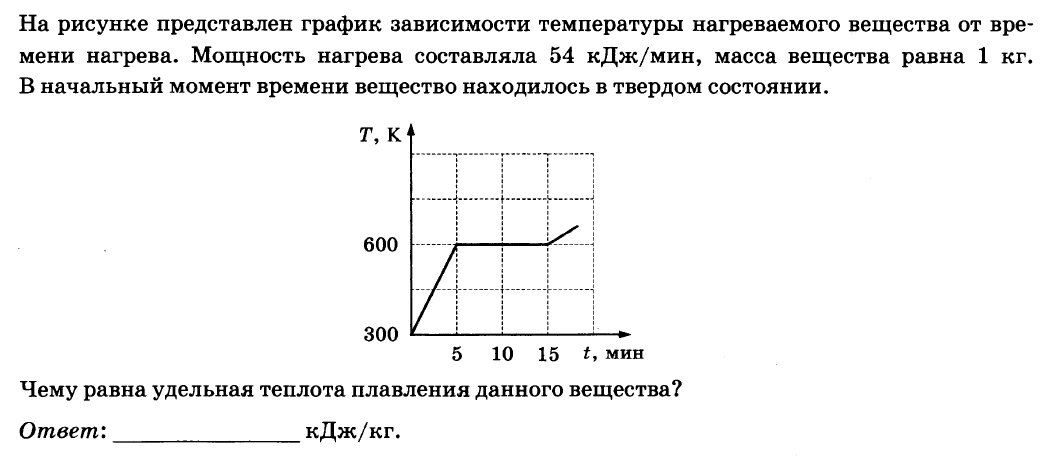 На рисунке представлен график зависимости температуры нагреваемого вещества от вре-
мени нагрева. Мощность нагрева составляла 54 кДж/мин, масса вещества равна 1 кг.
В начальный момент времени вещество находилось в твердом состоянии.
T, К
600
300
5 10 15 t, мин
Чему равна удельная теплота плавления данного вещества?
Ответ: ________________ кДж/кг.